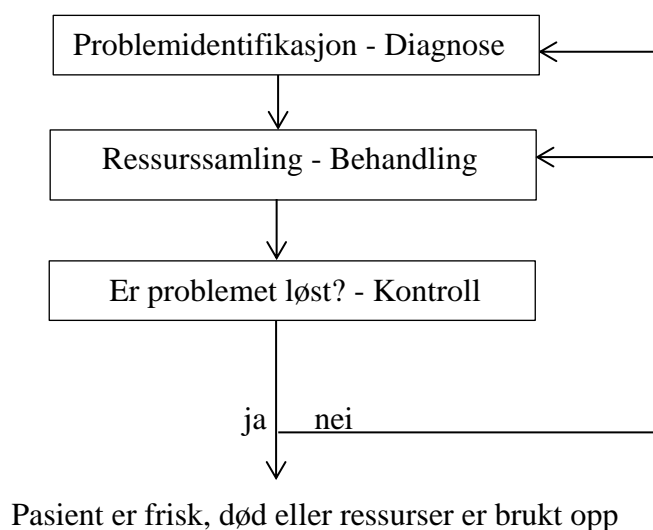 Problemidentifikasjon - Diagnose
Ressurssamling - Behandling
Er problemet løst? - Kontroll
ja nei
Pasient er frisk, død eller ressurser er brukt opp